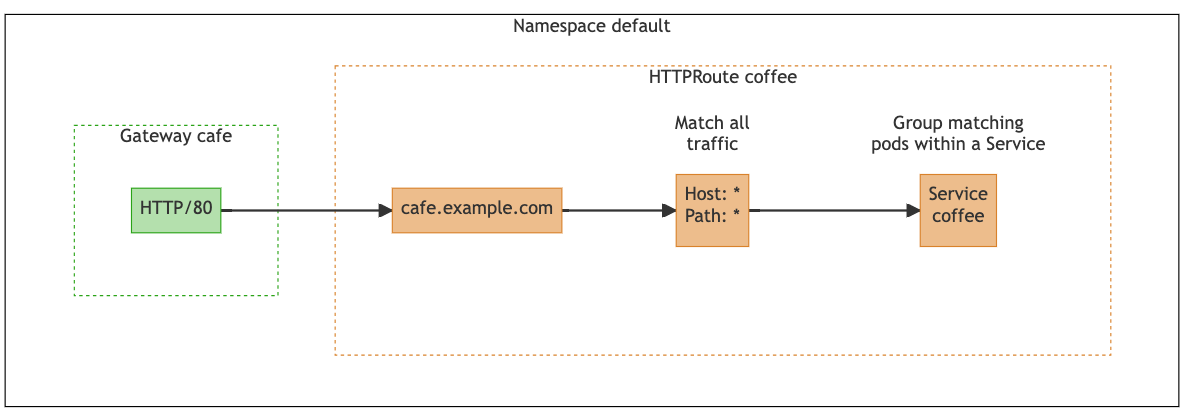 Namespace default
HTTPRoute coffee
Gateway cafe
Match all
traffic
Group matching
pods within a Service
HTTP/80
cafe.example.com
Host: *
Path: *
Service
coffee